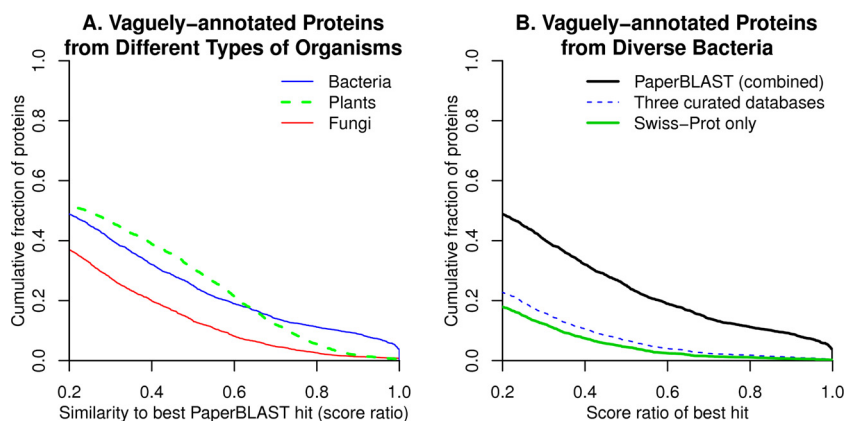 A. Vaguely−annotated Proteins
from Different Types of Organisms
Bacteria
Plants
Fungi
Cumulative fraction of proteins
0.0
0.2
0.4
0.6
0.8
1.0
0.2 0.4 0.6 0.8 1.0
Similarity to best PaperBLAST hit (score ratio)
B. Vaguely−annotated Proteins
from Diverse Bacteria
PaperBLAST (combined)
Three curated databases
Swiss−Prot only
Cumulative fraction of proteins
0.0
0.2
0.4
0.6
0.8
1.0
0.2 0.4 0.6 0.8 1.0
Score ratio of best hit